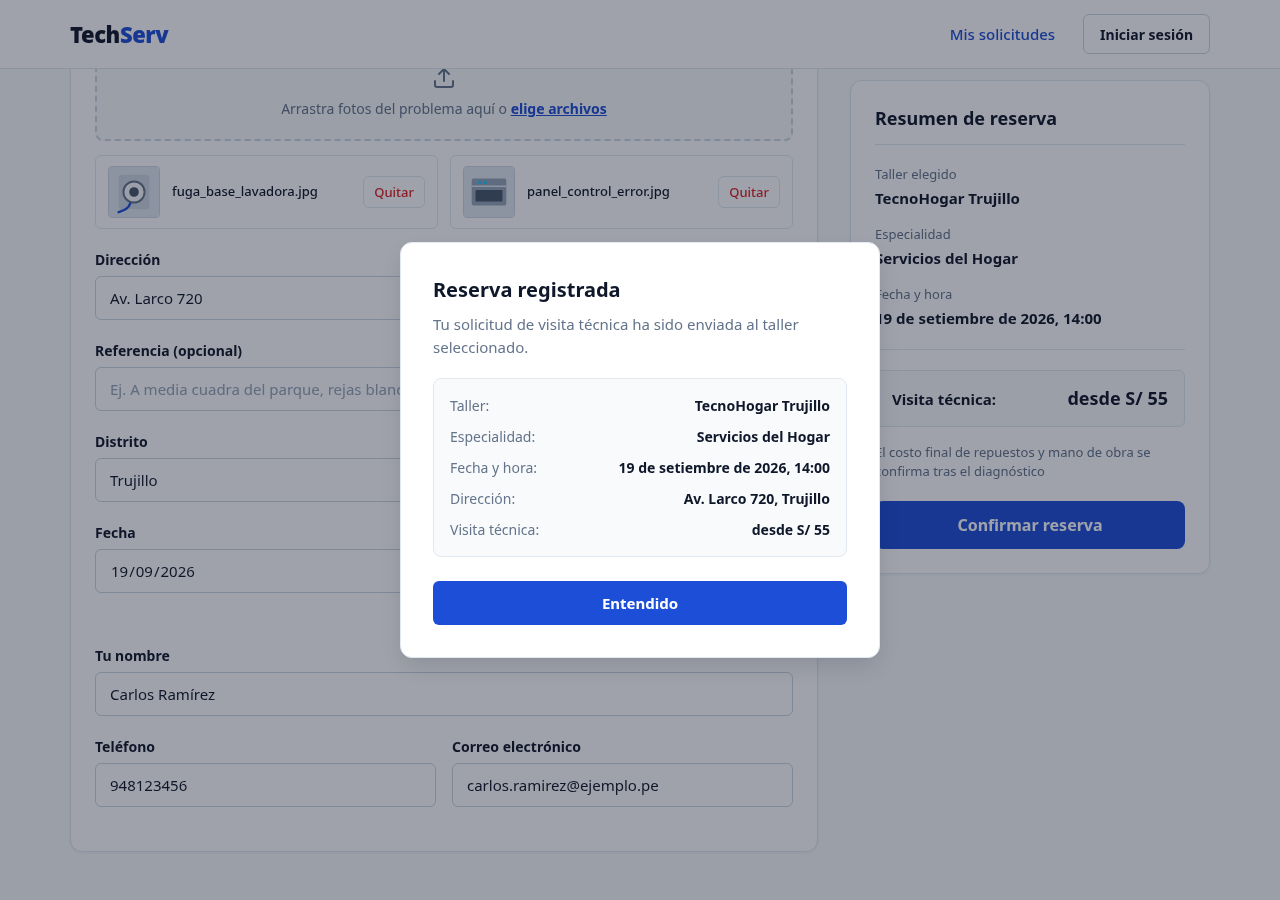 TechServ
Mis solicitudes
Iniciar sesión
Arrastra fotos del problema aquí o elige archivos
fuga_base_lavadora.jpg
Quitar
panel_control_error.jpg
Quitar
Dirección
Av. Larco 720
Referencia (opcional)
Ej. A media cuadra del parque, rejas
Distrito
Trujillo
Fecha
19/09/2026
Tu nombre
Carlos Ramírez
Teléfono
948123456
Correo electrónico
carlos.ramirez@ejemplo.pe
Reserva registrada
Tu solicitud de visita técnica ha sido enviada al taller
seleccionado.
Taller:
TecnoHogar Trujillo
Especialidad:
Servicios del Hogar
Fecha y hora:
19 de setiembre de 2026, 14:00
Dirección:
Av. Larco 720, Trujillo
Visita técnica:
desde S/ 55
Entendido
Resumen de reserva
Taller elegido
TecnoHogar Trujillo
Especialidad
Servicios del Hogar
Fecha y hora
19 de setiembre de 2026, 14:00
Visita técnica:
desde S/ 55
El costo final de repuestos y mano de obra se
confirma tras el diagnóstico
Confirmar reserva